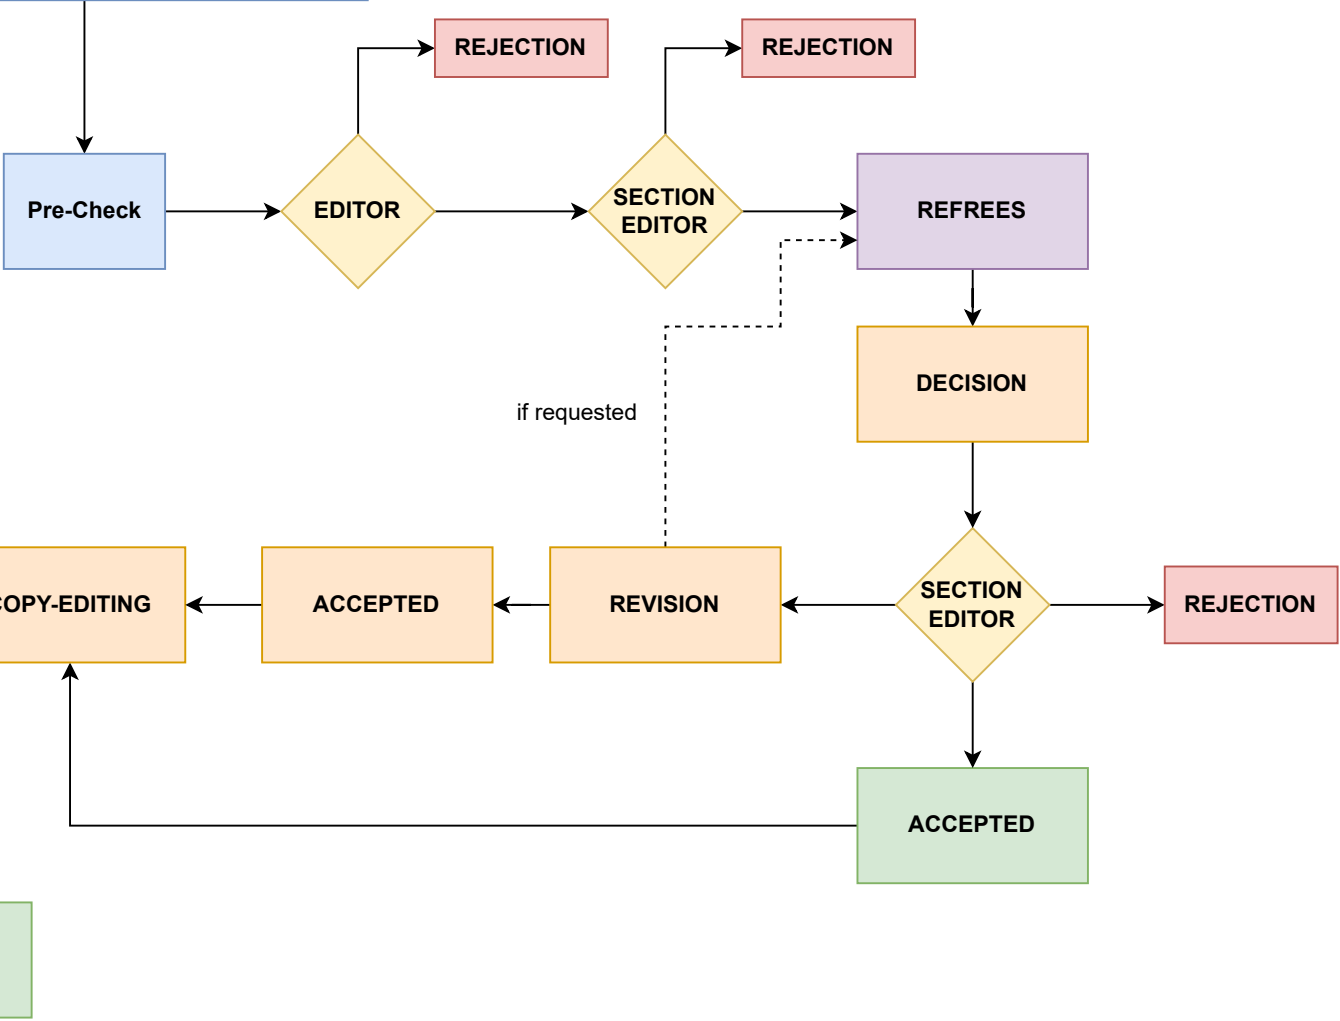 REJECTION
REJECTION
Pre-Check
EDITOR
SECTION
EDITOR
REFREES
DECISION
if requested
OPY-EDITING
ACCEPTED
REVISION
SECTION
EDITOR
REJECTION
ACCEPTED